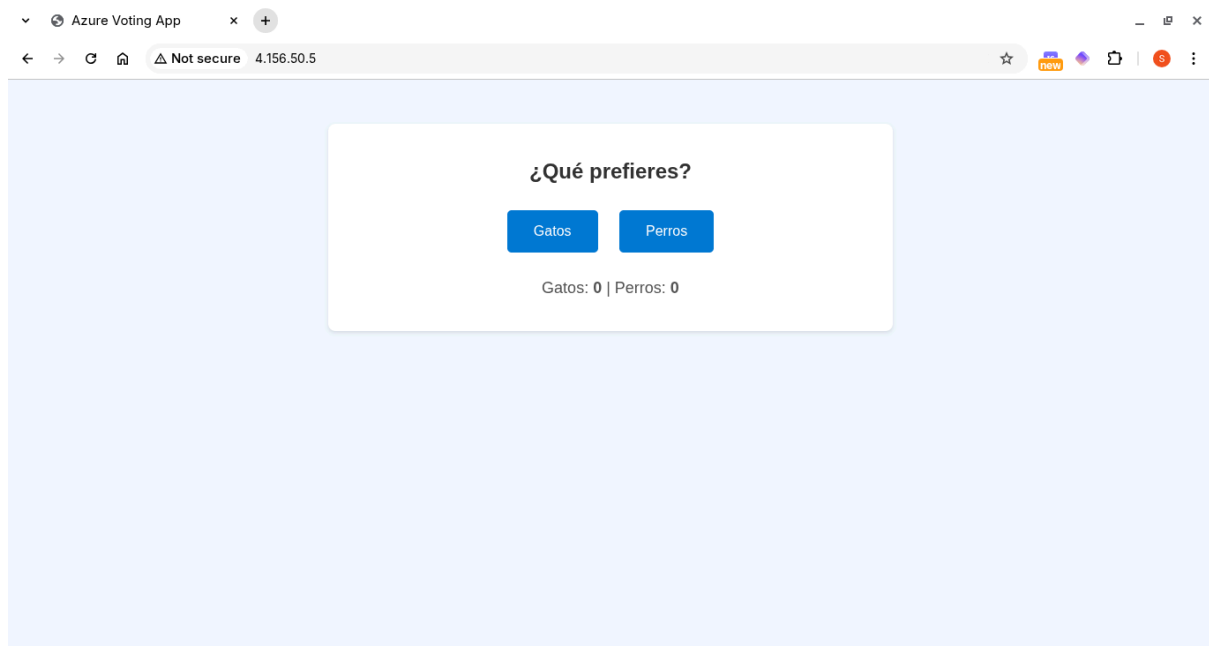 Azure Voting App
Not secure 4.156.50.5
new
S
¿Qué prefieres?
Gatos Perros
Gatos: 0 | Perros: 0